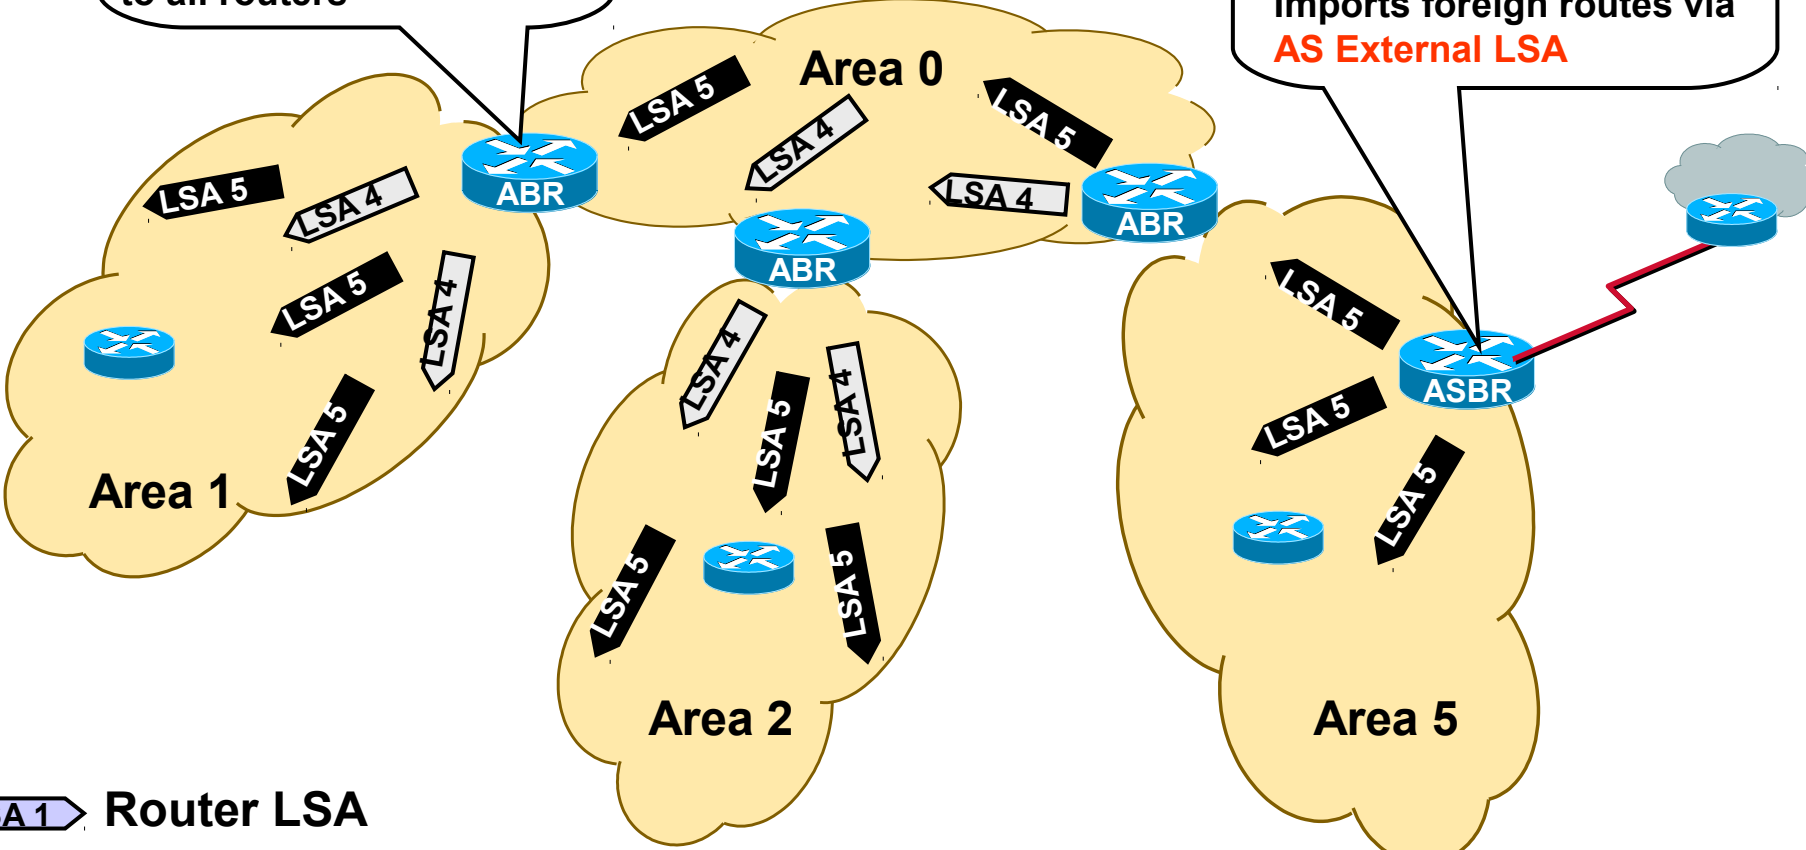 to all routers
Imports foreign routes via
AS External LSA
Area 0
LSA 5
LSA 4
LSA 5
LSA 4
ABR
ABR
ABR
LSA 5
LSA 4
LSA 5
LSA 4
LSA 5
Area 1
LSA 4
LSA 5
LSA 4
LSA 5
LSA 5
Area 2
LSA 5
ASBR
LSA 5
LSA 5
Area 5
A 1
Router LSA